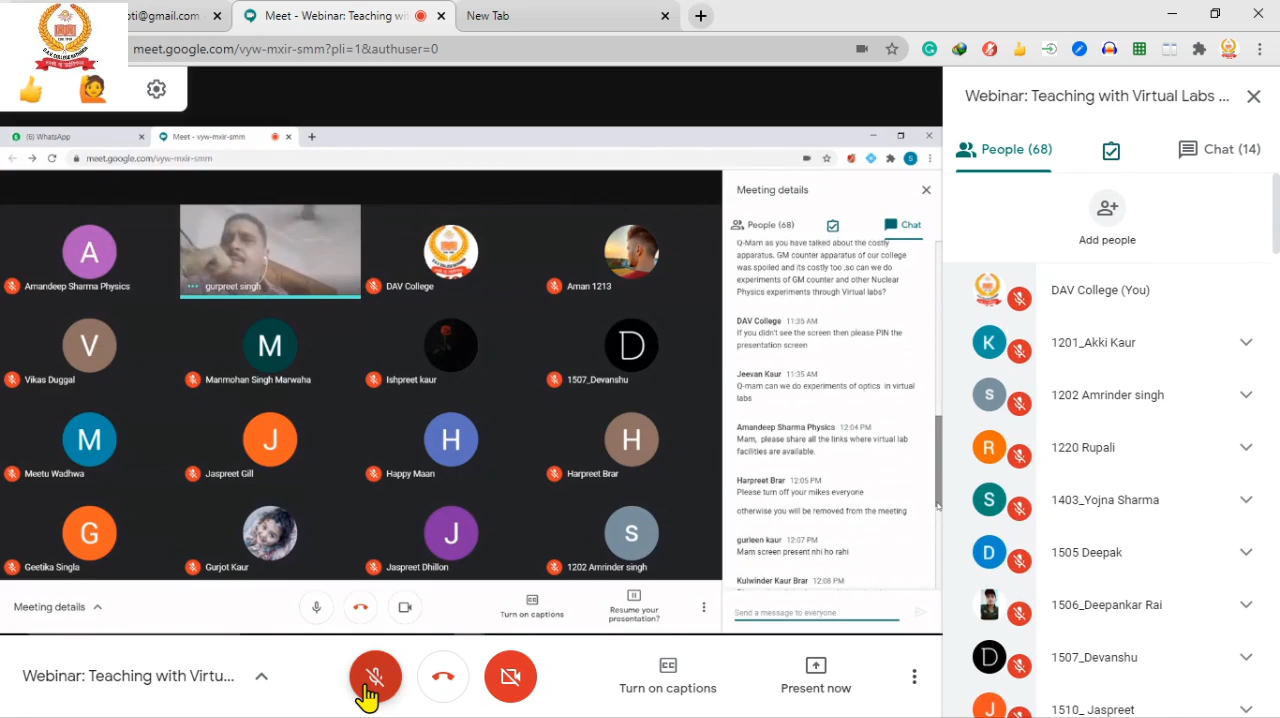 oti@gmail.com
Meet - Webinar: Teaching wit
New Tab
meet.google.com/vyw-mxir-smm?pli=1&authuser=0
Webinar: Teaching with Virtual Labs ...
People (68)
Chat (14)
Add people
DAV College (You)
K
1201_Akki Kaur
S
1202 Amrinder singh
R
1220 Rupali
S
1403_Yojna Sharma
D
1505 Deepak
1506_Deepankar Rai
D
1507_Devanshu
J
1510_ Jaspreet
(6) WhatsApp
Meet - vyw-mxir-smm
meet.google.com/vyw-mxir-smm
S
A
Amandeep Sharma Physics
gurpreet singh
DAV College
Aman 1213
V
Vikas Duggal
M
Manmohan Singh Marwaha
Ishpreet kaur
D
1507_Devanshu
M
Meetu Wadhwa
J
Jaspreet Gill
H
Happy Maan
H
Harpreet Brar
G
Geetika Singla
Gurjot Kaur
J
Jaspreet Dhillon
S
1202 Amrinder singh
Meeting details
People (68)
Chat
Q-Mam as you have talked about the costly
apparatus. GM counter apparatus of our college
was spoiled and its costly too ,so can we do
experiments of GM counter and other Nuclear
Physics experiments through Virtual labs?
DAV College 11:35 AM
If you didn't see the screen then please PIN the
presentation screen
Jeevan Kaur 11:35 AM
Q-mam can we do experiments of optics in virtual
labs
Amandeep Sharma Physics 12:04 PM
Mam, please share all the links where virtual lab
facilities are available.
Harpreet Brar 12:05 PM
Please turn off your mikes everyone
otherwise you will be removed from the meeting
gurleen kaur 12:07 PM
Mam screen present nhi ho rahi
Kulwinder Kaur Brar 12:08 PM
Send a message to everyone
Meeting details
Turn on captions
Resume your
presentation?
Webinar: Teaching with Virtu...
Turn on captions
Present now